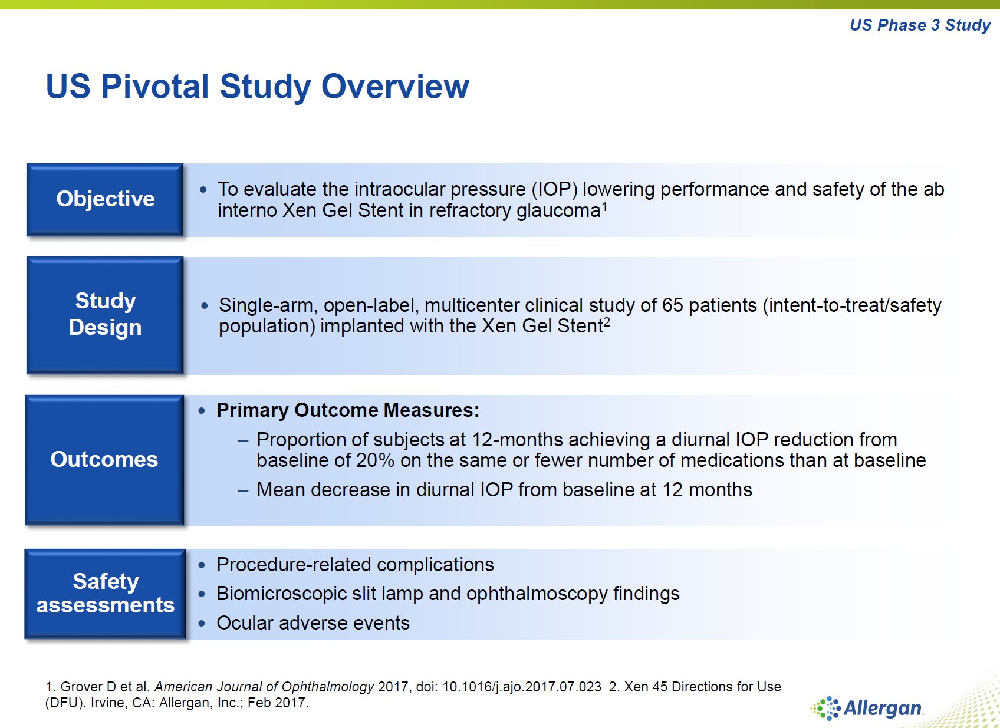 US Phase 3 Study
US Pivotal Study Overview
Objective
• To evaluate the intraocular pressure (IOP) lowering performance and safety of the ab
interno Xen Gel Stent in refractory glaucoma¹
Study
Design
• Single-arm, open-label, multicenter clinical study of 65 patients (intent-to-treat/safety
population) implanted with the Xen Gel Stent²
Outcomes
• Primary Outcome Measures:
– Proportion of subjects at 12-months achieving a diurnal IOP reduction from
baseline of 20% on the same or fewer number of medications than at baseline
– Mean decrease in diurnal IOP from baseline at 12 months
Safety
assessments
• Procedure-related complications
• Biomicroscopic slit lamp and ophthalmoscopy findings
• Ocular adverse events
1. Grover D et al. American Journal of Ophthalmology 2017, doi: 10.1016/j.ajo.2017.07.023 2. Xen 45 Directions for Use
(DFU). Irvine, CA: Allergan, Inc.; Feb 2017.
Allergan